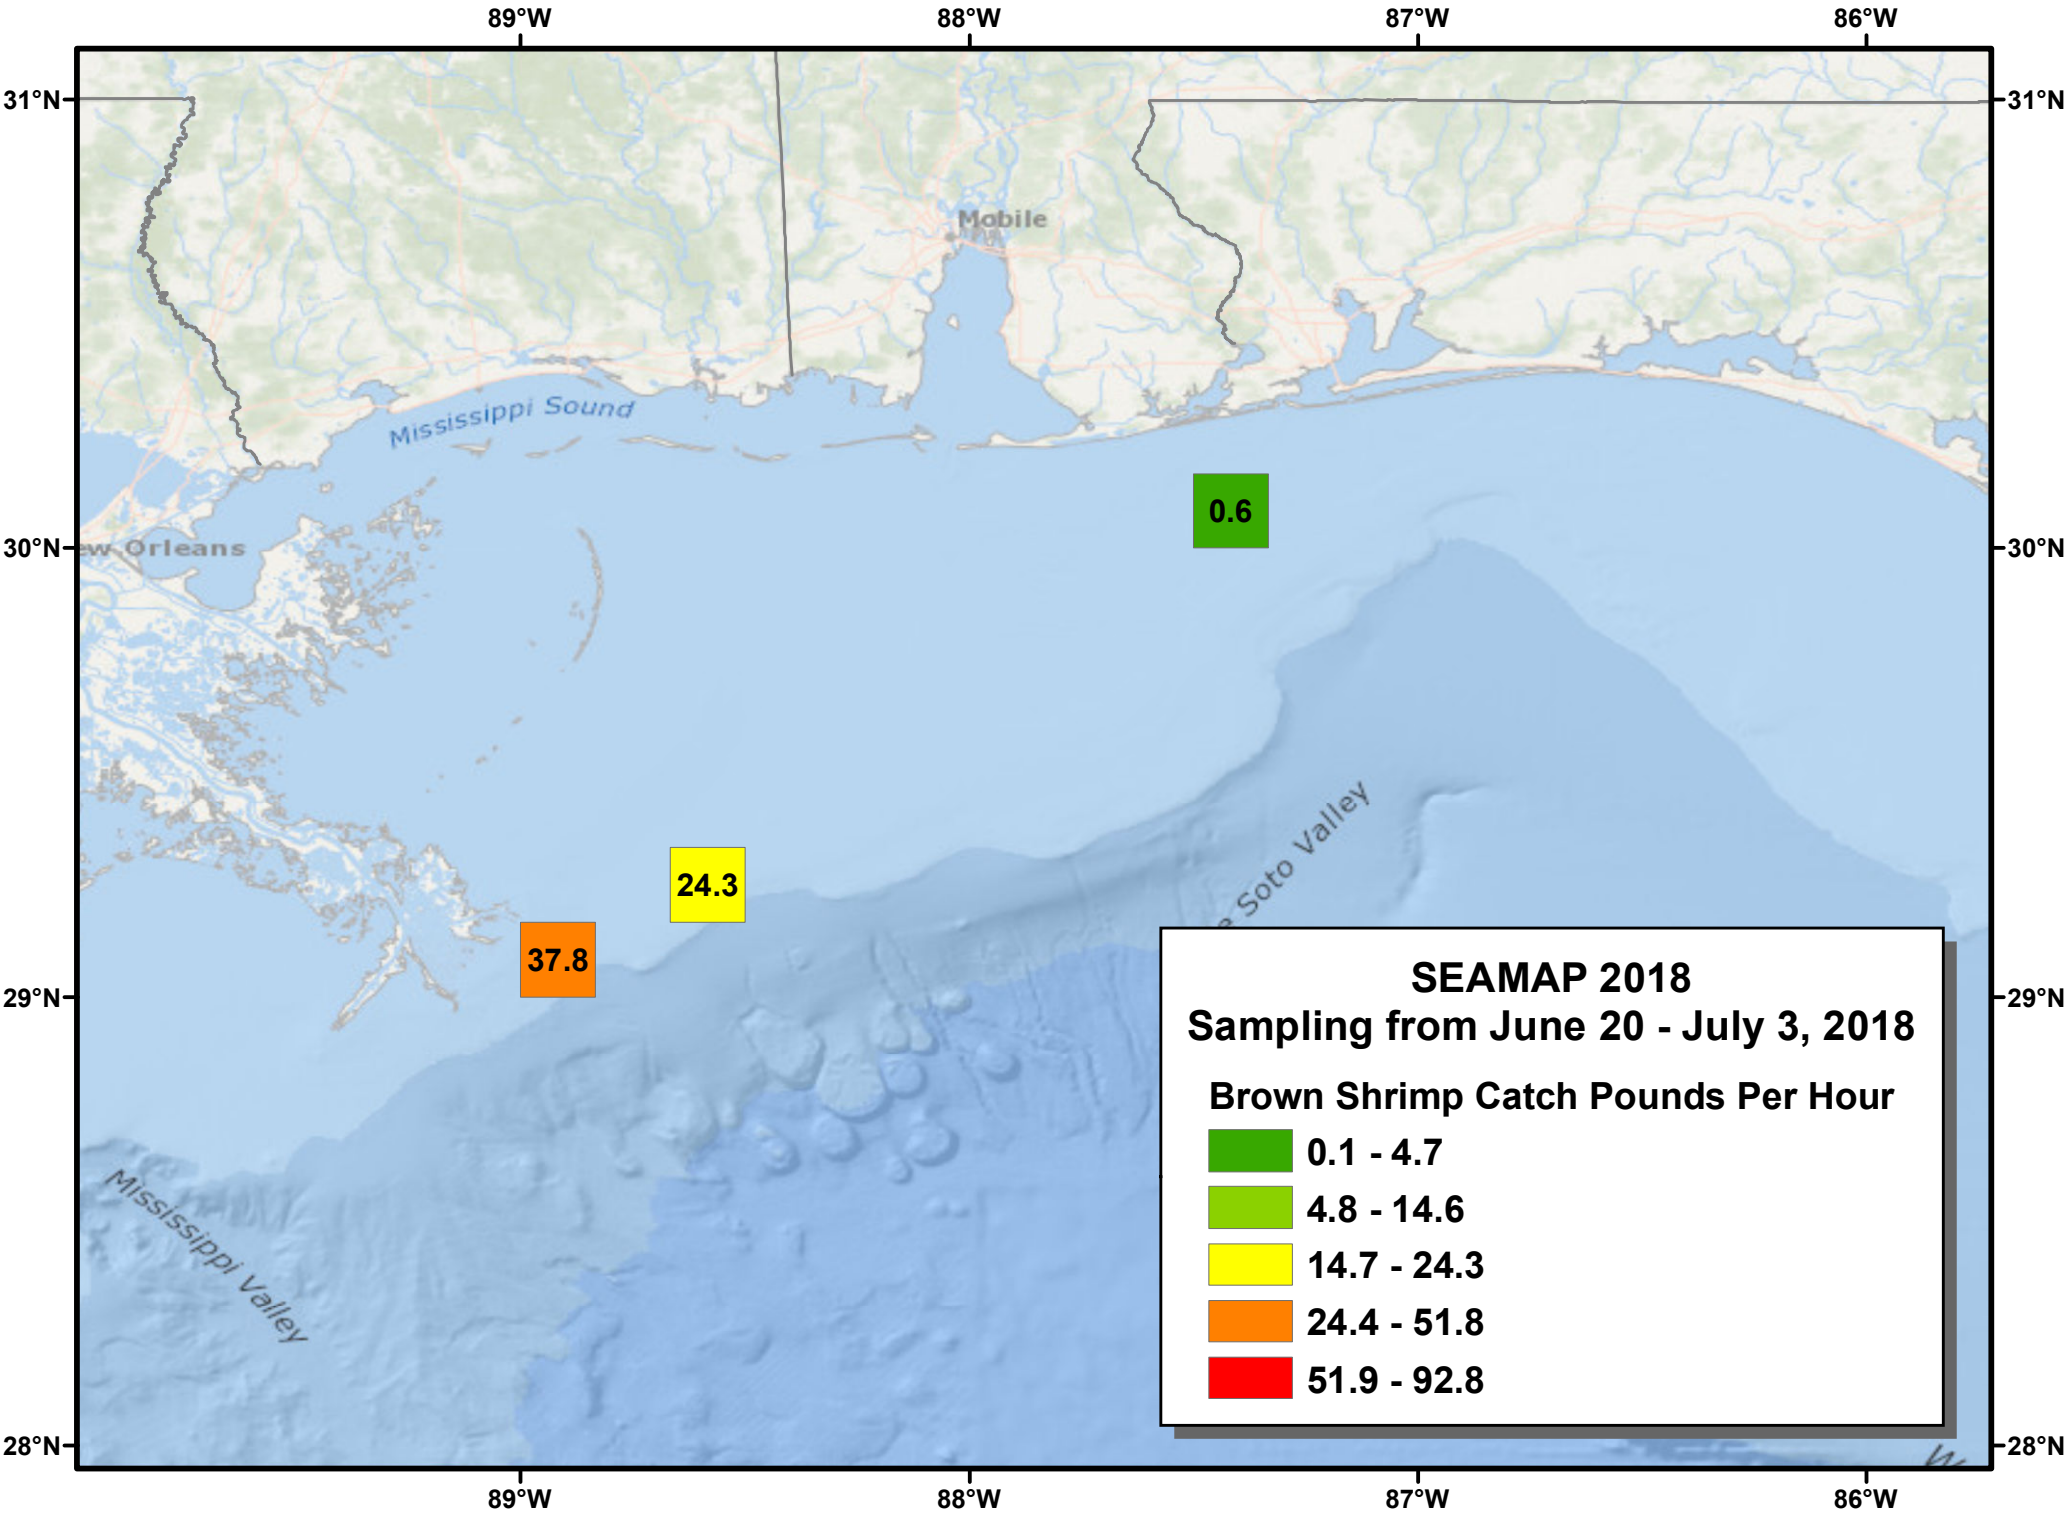 89°W 88°W 87°W 86°W
31°N 31°N
Mobile
Mississippi Sound
0.6
30°N 30°N
ew Orleans
e Soto Valley
24.3
37.8
29°N 29°N
SEAMAP 2018
Sampling from June 20 - July 3, 2018
Brown Shrimp Catch Pounds Per Hour
0.1 - 4.7
4.8 - 14.6
14.7 - 24.3
24.4 - 51.8
51.9 - 92.8
Mississippi Valley
28°N 28°N
W
89°W 88°W 87°W 86°W